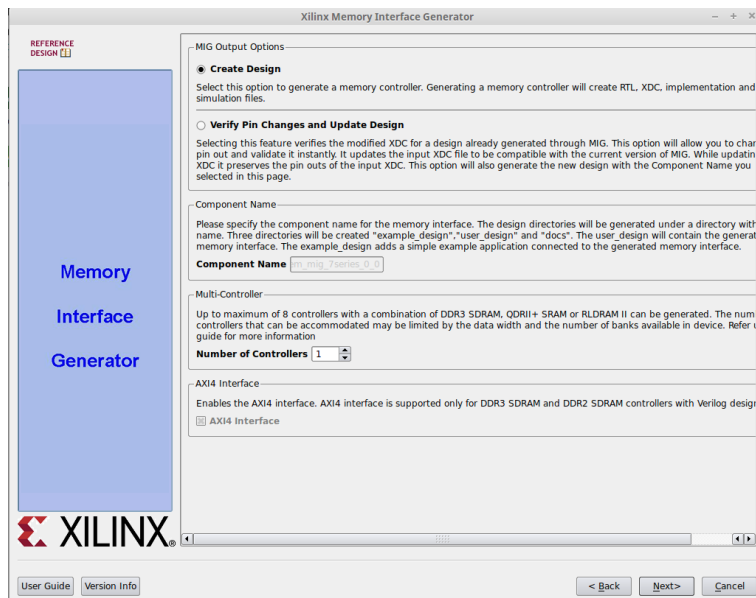 Xilinx Memory Interface Generator
REFERENCE
DESIGN
Memory
Interface
Generator
XILINX®
MIG Output Options
Create Design
Select this option to generate a memory controller. Generating a memory controller will create RTL, XDC, implementation and
simulation files.
Verify Pin Changes and Update Design
Selecting this feature verifies the modified XDC for a design already generated through MIG. This option will allow you to
pin out and validate it instantly. It updates the input XDC file to be compatible with the current version of MIG. While
XDC it preserves the pin outs of the input XDC. This option will also generate the new design with the Component Name you
selected in this page.
Component Name
Please specify the component name for the memory interface. The design directories will be generated under a directory with
name. Three directories will be created "example_design","user_design" and "docs". The user_design will contain the
memory interface. The example_design adds a simple example application connected to the generated memory interface.
Component Name em_mig_7series_0_0
Multi-Controller
Up to maximum of 8 controllers with a combination of DDR3 SDRAM, QDRII+ SRAM or RLDRAM II can be generated. The
controllers that can be accommodated may be limited by the data width and the number of banks available in device. Refer
guide for more information
Number of Controllers 1
AXI4 Interface
Enables the AXI4 interface. AXI4 interface is supported only for DDR3 SDRAM and DDR2 SDRAM controllers with Verilog
AXI4 Interface
User Guide Version Info < Back Next> Cancel